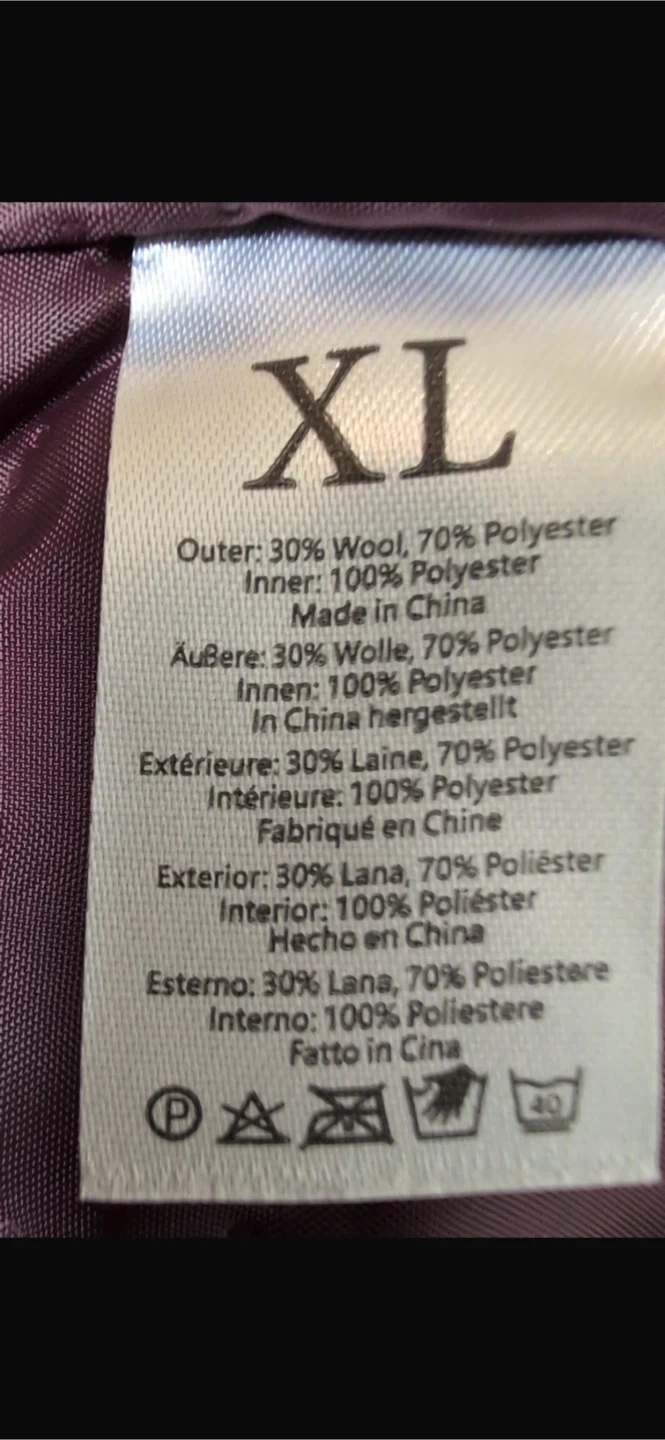 XL
Outer: 30% Wool, 70% Polyester
Inner: 100% Polyester
Made in China
Äußere: 30% Wolle, 70% Polyester
Innen: 100% Polyester
In China hergestellt
Extérieure: 30% Laine, 70% Polyester
Intérieure: 100% Polyester
Fabriqué en Chine
Exterior: 30% Lana, 70% Poliéster
Interior: 100% Poliéster
Hecho en China
Esterno: 30% Lana, 70% Poliestere
Interno: 100% Poliestere
Fatto in Cina
P 40